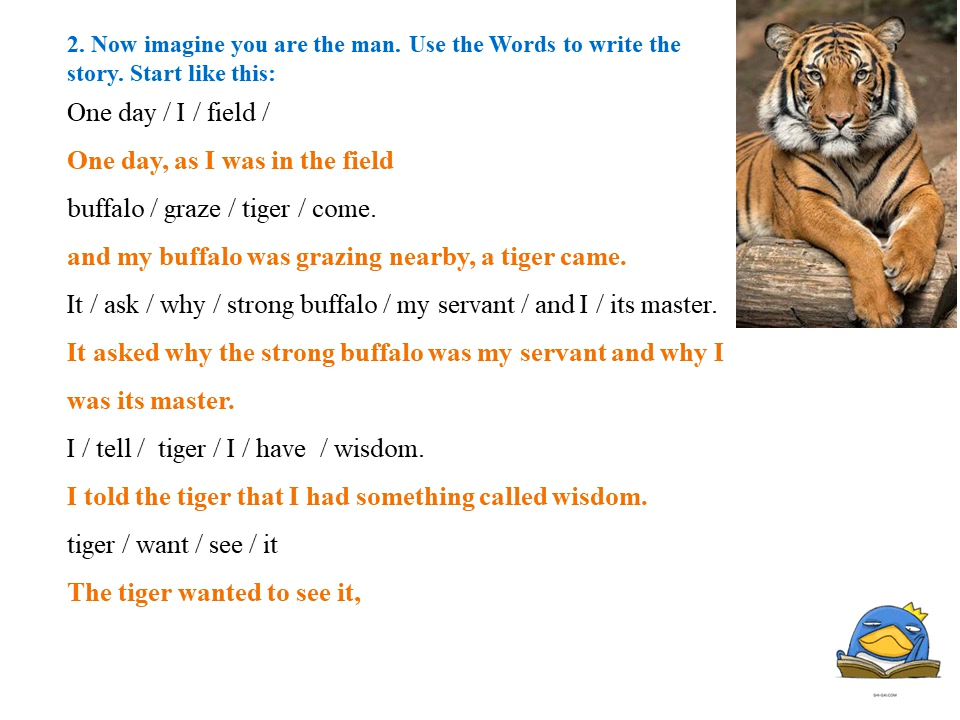 2. Now imagine you are the man. Use the Words to write the
story. Start like this:
One day / I / field /
One day, as I was in the field
buffalo / graze / tiger / come.
and my buffalo was grazing nearby, a tiger came.
It / ask / why / strong buffalo / my servant / and I / its master.
It asked why the strong buffalo was my servant and why I
was its master.
I / tell / tiger / I / have / wisdom.
I told the tiger that I had something called wisdom.
tiger / want / see / it
The tiger wanted to see it,